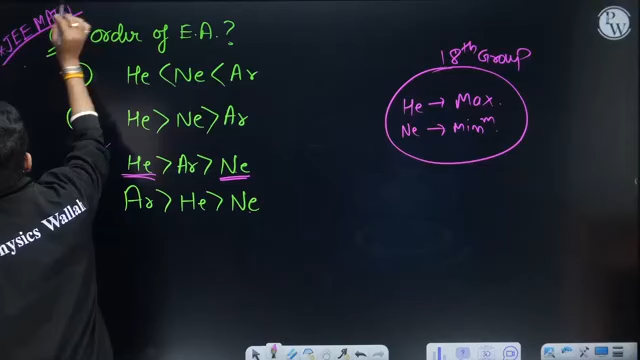 *JEE MAI
order of E.A.?
He < Ne < Ar
He > Ne > Ar
He > Ar > Ne
Ar > He > Ne
18th Group
He → Max.
Ne → Minm.
PW
hysics Wallah